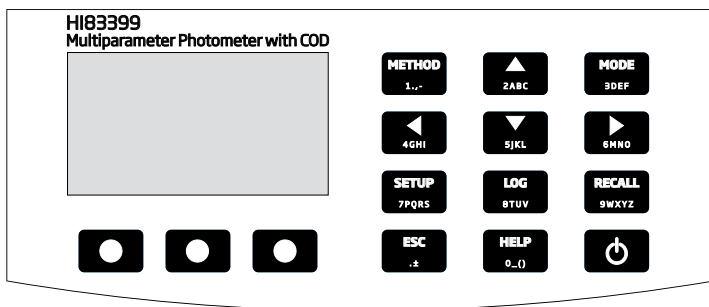 HI83399
Multiparameter Photometer with COD
METHOD
1.,-
2ABC
MODE
3DEF
4GHI
5JKL
6MNO
SETUP
7PQRS
LOG
8TUV
RECALL
9WXYZ
ESC
.±
HELP
0_()